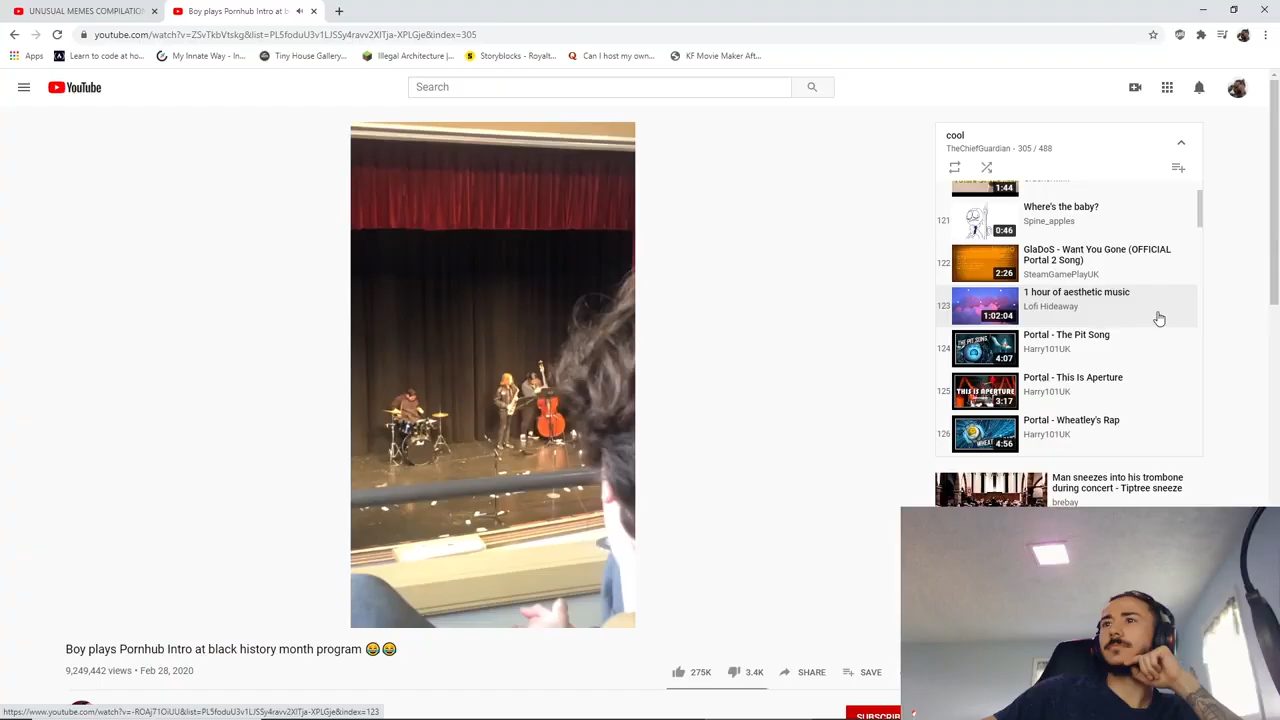 UNUSUAL MEMES COMPILATION
Boy plays Pornhub Intro at b
youtube.com/watch?v=ZSvTkbVtskg&list=PL5foduU3v1LJSSy4ravv2XITja-XPLGje&index=305
Apps
Learn to code at ho...
My Innate Way - In...
Tiny House Gallery...
Illegal Architecture |...
Storyblocks - Royalt...
Can I host my own...
KF Movie Maker Aft...
YouTube
Search
cool
TheChiefGuardian - 305 / 488
1:44
121
Where's the baby?
Spine_apples
0:46
122
GlaDoS - Want You Gone (OFFICIAL
Portal 2 Song)
SteamGamePlayUK
2:26
123
1 hour of aesthetic music
Lofi Hideaway
1:02:04
124
Portal - The Pit Song
Harry101UK
4:07
125
Portal - This Is Aperture
Harry101UK
THIS IS APERTURE
3:17
126
Portal - Wheatley's Rap
Harry101UK
4:56
Man sneezes into his trombone
during concert - Tiptree sneeze
brebay
Boy plays Pornhub Intro at black history month program 😂😂
9,249,442 views • Feb 28, 2020
275K
3.4K
SHARE
SAVE
SUBSCRIBE
https://www.youtube.com/watch?v=-ROAj71OiUU&list=PL5foduU3v1LJSSy4ravv2XITja-XPLGje&index=123